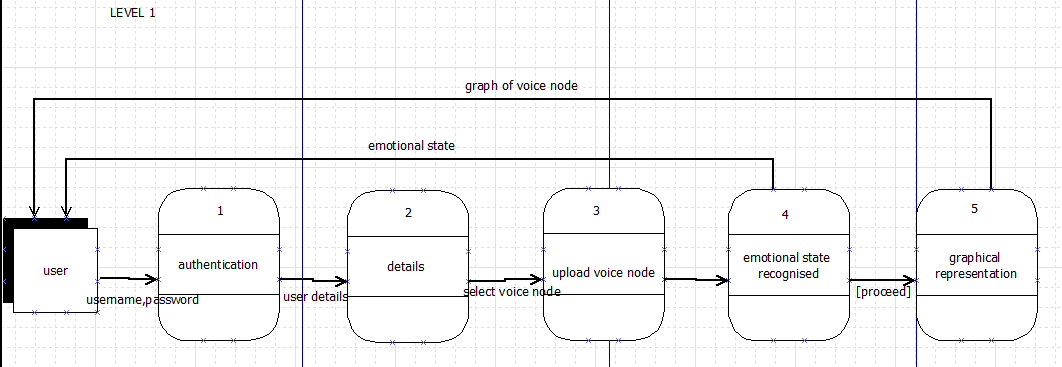 LEVEL 1
graph of voice node
emotional state
1
2
3
4
5
user
authentication
details
upload voice node
emotional state
recognised
graphical
representation
username,password
user details
select voice node
[proceed]